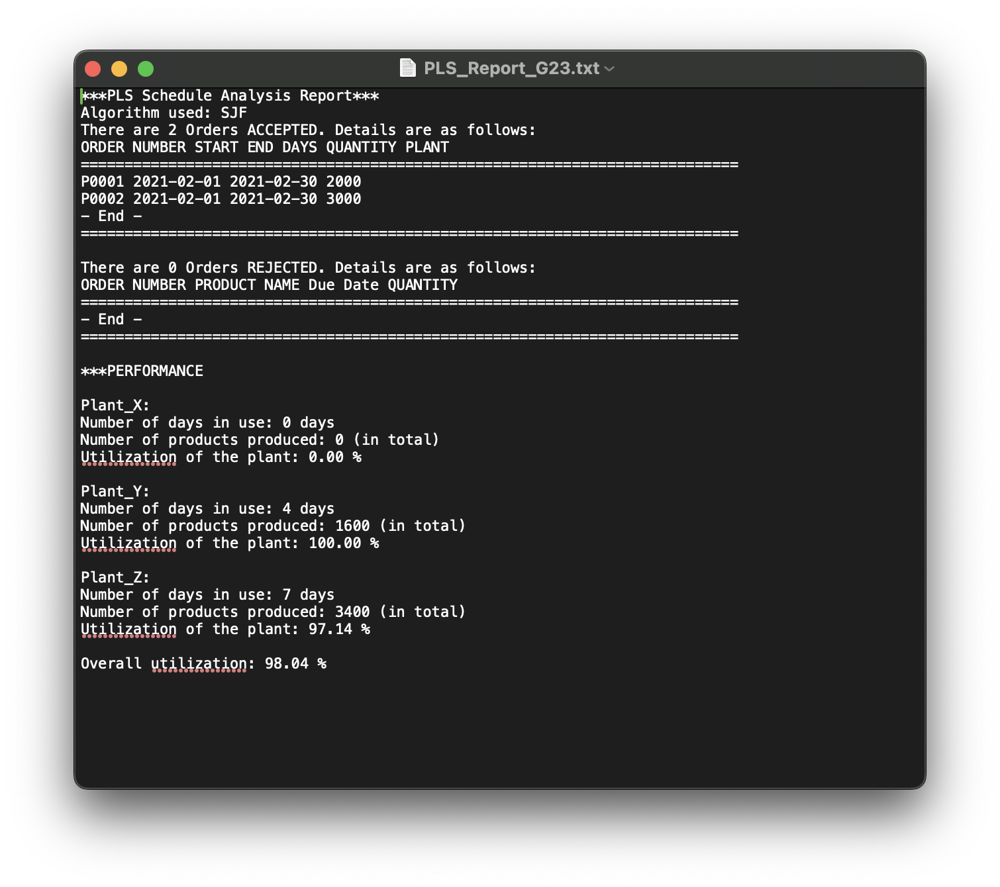 PLS_Report_G23.txt
***PLS Schedule Analysis Report***
Algorithm used: SJF
There are 2 Orders ACCEPTED. Details are as follows:
ORDER NUMBER START END DAYS QUANTITY PLANT
===========================================================================
P0001 2021-02-01 2021-02-30 2000
P0002 2021-02-01 2021-02-30 3000
- End -
===========================================================================
There are 0 Orders REJECTED. Details are as follows:
ORDER NUMBER PRODUCT NAME Due Date QUANTITY
===========================================================================
- End -
===========================================================================
***PERFORMANCE
Plant_X:
Number of days in use: 0 days
Number of products produced: 0 (in total)
Utilization of the plant: 0.00 %
Plant_Y:
Number of days in use: 4 days
Number of products produced: 1600 (in total)
Utilization of the plant: 100.00 %
Plant_Z:
Number of days in use: 7 days
Number of products produced: 3400 (in total)
Utilization of the plant: 97.14 %
Overall utilization: 98.04 %